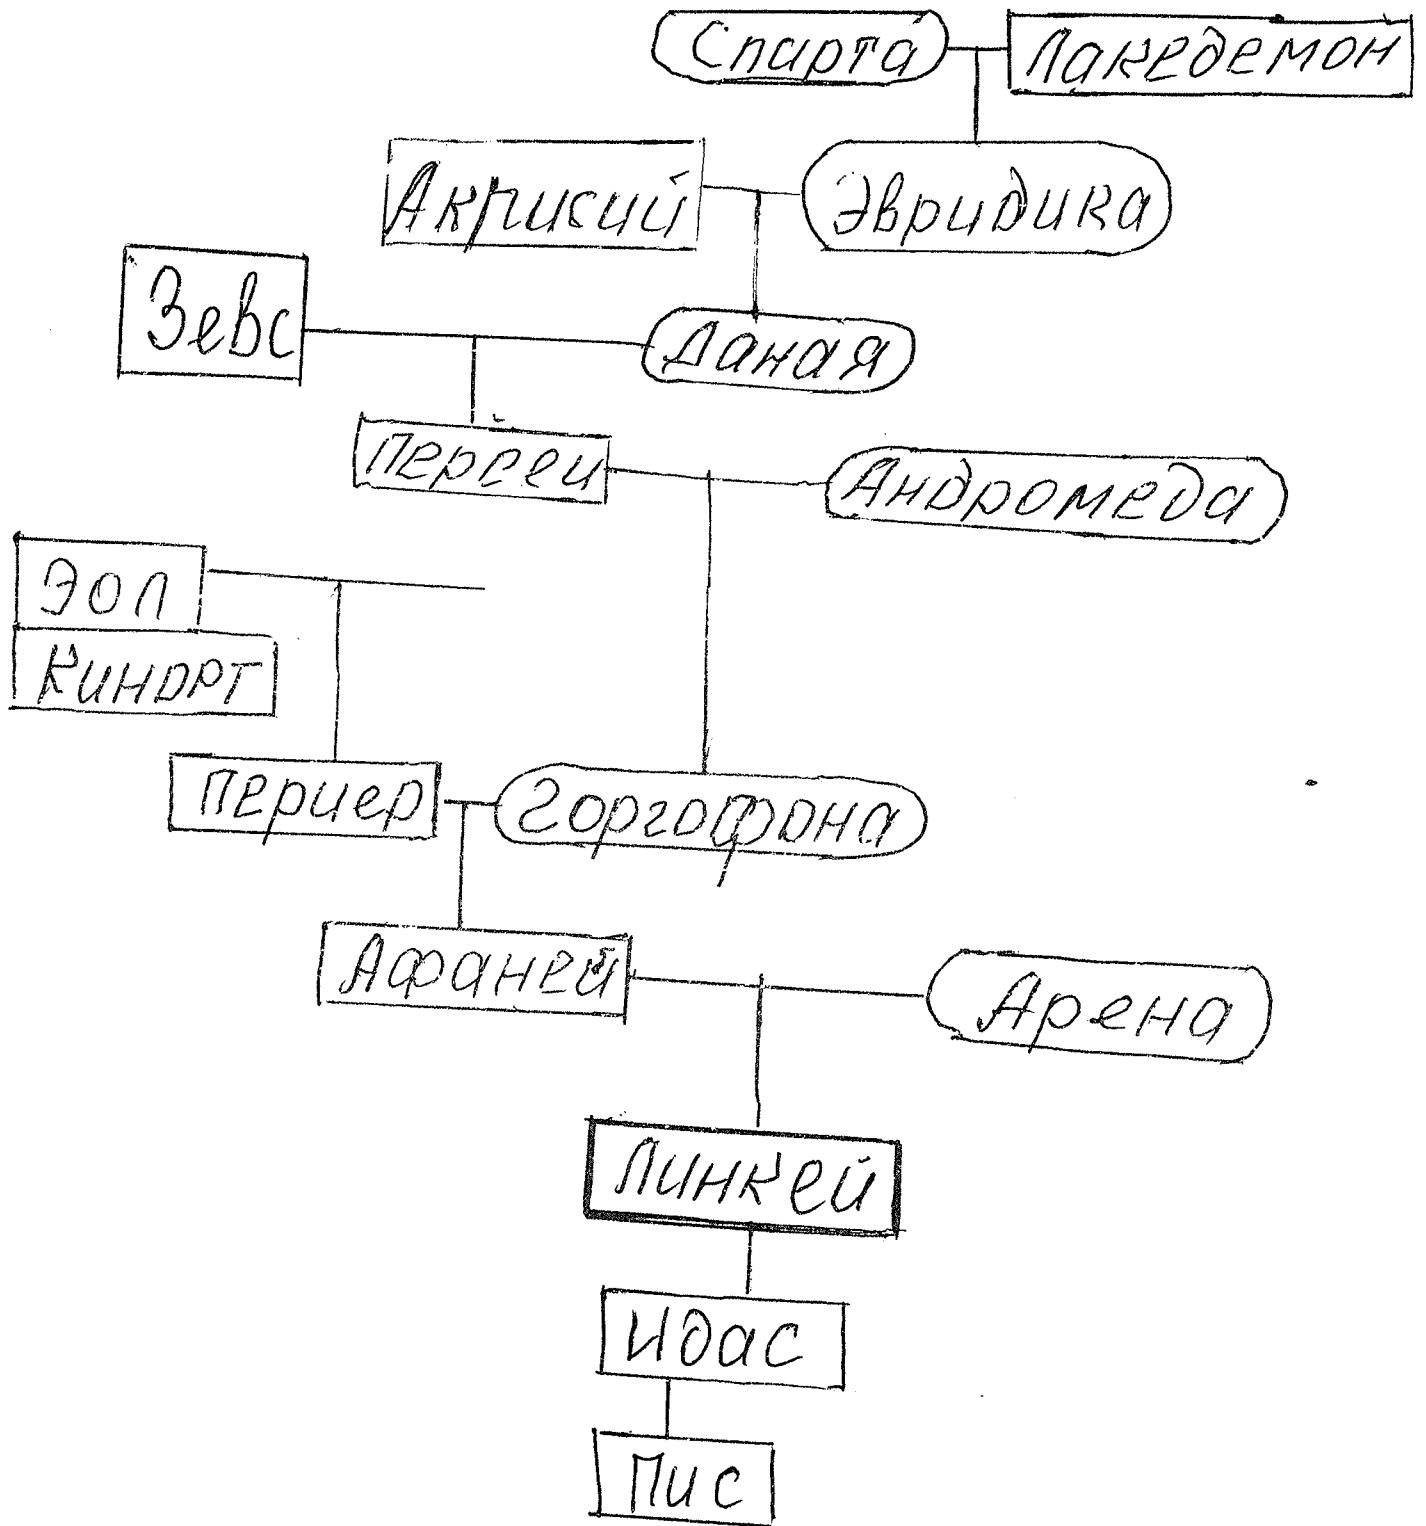 Спарта Лакедемон
Акрисий Эвридика
Зевс Даная
Персей Андромеда
Эол
Кинорт
Периер Горгофона
Афаней Арена
Линкей
Идас
Пис